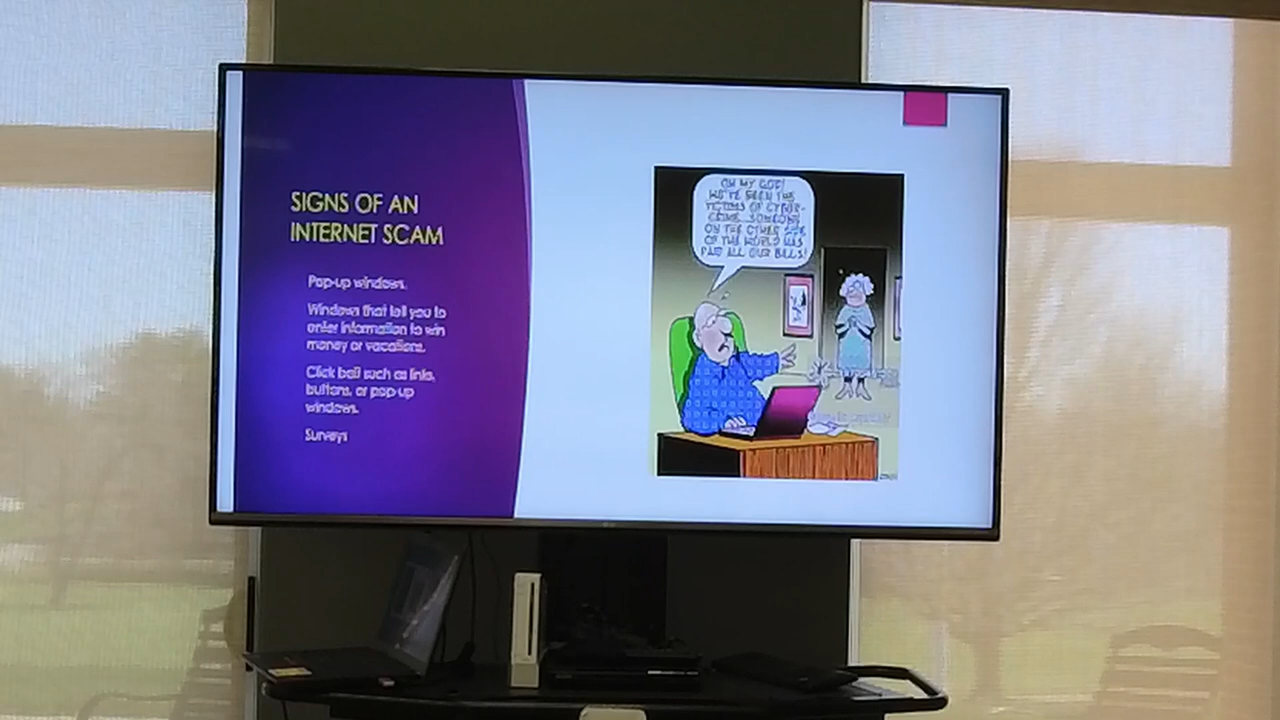 SIGNS OF AN
INTERNET SCAM
Pop-up windows.
Windows that tell you to
enter information to win
money or vacations.
Click bait such as links,
buttons, or pop-up
windows.
Surveys
OH MY GOD!
WE'VE BEEN THE
VICTIMS OF CYBER-
CRIME. SOMEONE
ON THE OTHER SIDE
OF THE WORLD HAS
PAID ALL OUR BILLS!